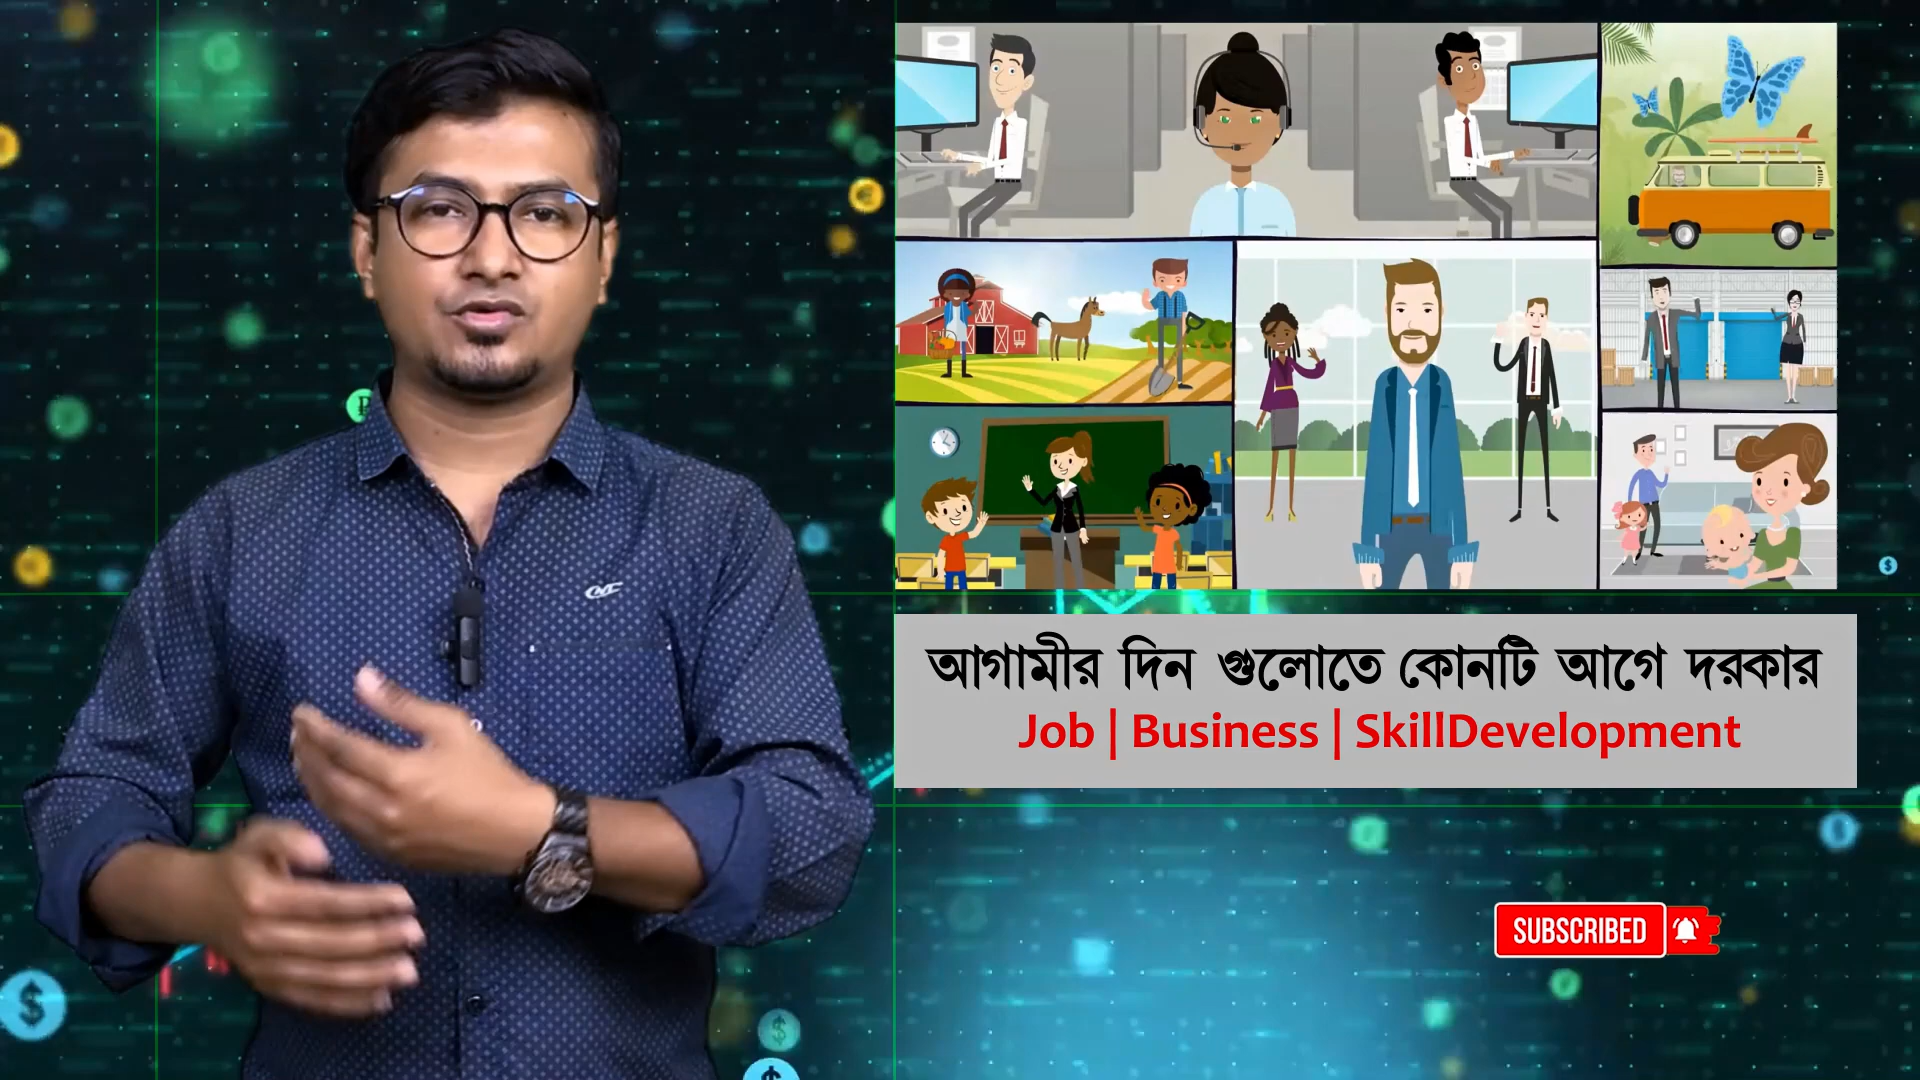 আগামীর দিন গুলোতে কোনটি আগে দরকার
Job | Business | SkillDevelopment
SUBSCRIBED